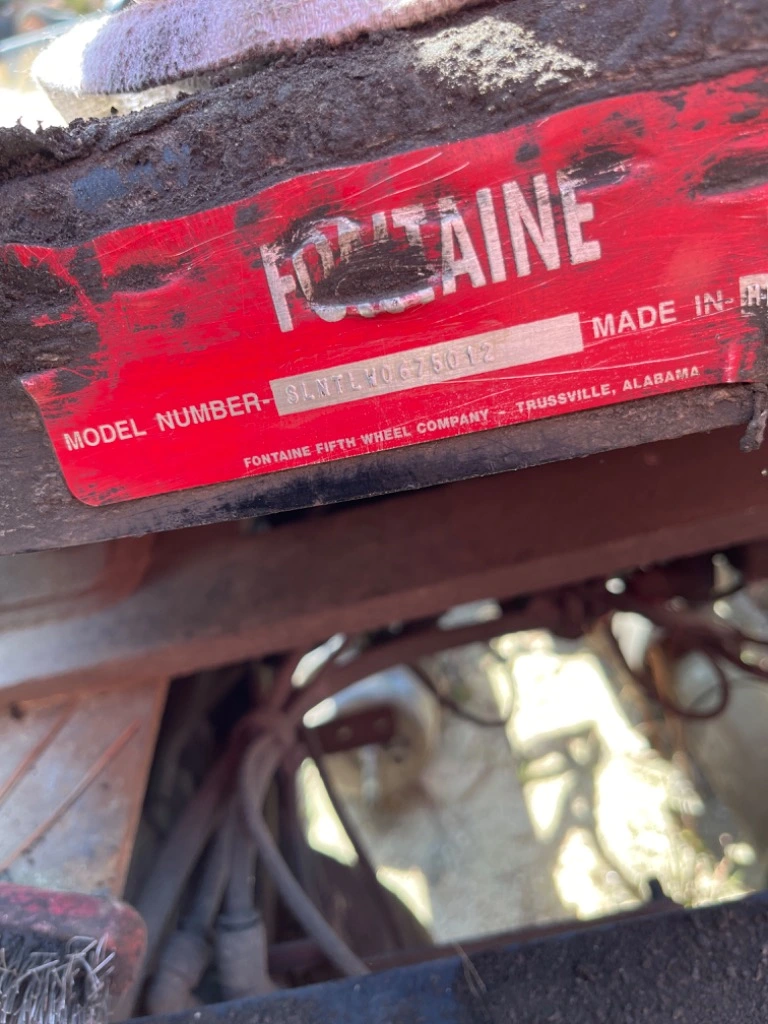 FONTAINE
MODEL NUMBER- SLNTLW0675012 MADE IN-
FONTAINE FIFTH WHEEL COMPANY - TRUSSVILLE, ALABAMA